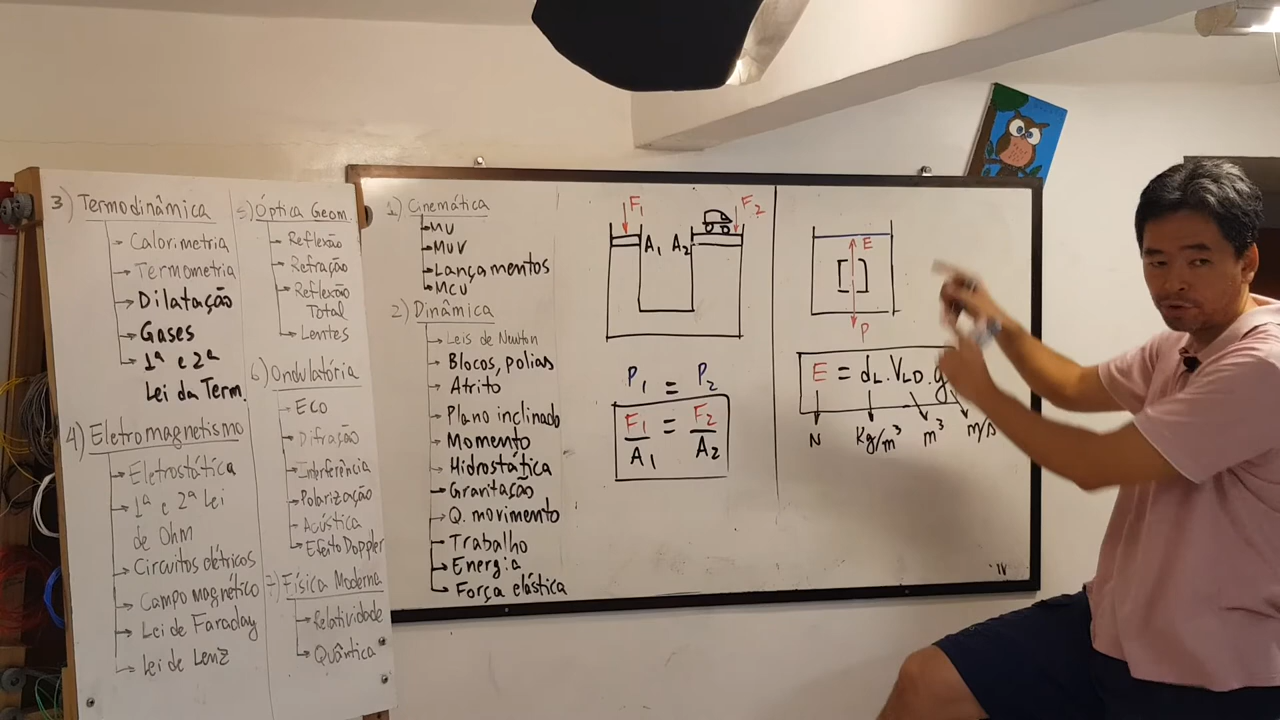 3) Termodinâmica
Calorimetria
Termometria
Dilatação
Gases
1ª e 2ª
Lei da Term.
4) Eletromagnetismo
Eletrostática
1ª e 2ª Lei
de Ohm
Circuitos elétricos
Campo magnético
Lei de Faraday
Lei de Lenz
5) Óptica Geom.
Reflexão
Refração
Reflexão
Total
Lentes
6) Ondulatória
Eco
Difração
Interferência
Polarização
Acústica
Efeito Doppler
7) Física Moderna
Relatividade
Quântica
1) Cinemática
MU
MUV
Lançamentos
MCU
2) Dinâmica
Leis de Newton
Blocos, polias
Atrito
Plano inclinado
Momento
Hidrostática
Gravitação
Q. movimento
Trabalho
Energia
Força elástica
F₁ F₂
A₁ A₂
P₁ = P₂
F₁ = F₂
A₁ A₂
E
P
E = d_L . V_LD . g
N Kg/m³ m³ m/s